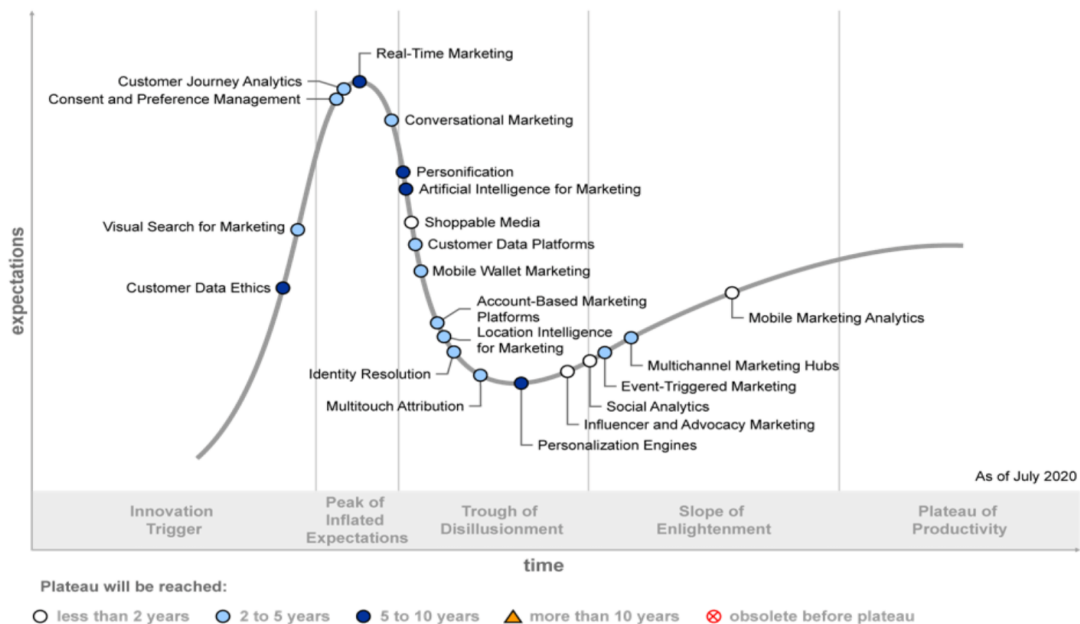 Real-Time Marketing
Customer Journey Analytics
Consent and Preference Management
Conversational Marketing
Personification
Artificial Intelligence for Marketing
Shoppable Media
Visual Search for Marketing
Customer Data Platforms
Mobile Wallet Marketing
Customer Data Ethics
Account-Based Marketing
Platforms
Location Intelligence
for Marketing
Identity Resolution
Multitouch Attribution
Mobile Marketing Analytics
Multichannel Marketing Hubs
Event-Triggered Marketing
Social Analytics
Influencer and Advocacy Marketing
Personalization Engines
expectations
As of July 2020
Innovation
Trigger
Peak of
Inflated
Expectations
Trough of
Disillusionment
Slope of
Enlightenment
Plateau of
Productivity
time
Plateau will be reached:
less than 2 years
2 to 5 years
5 to 10 years
more than 10 years
obsolete before plateau